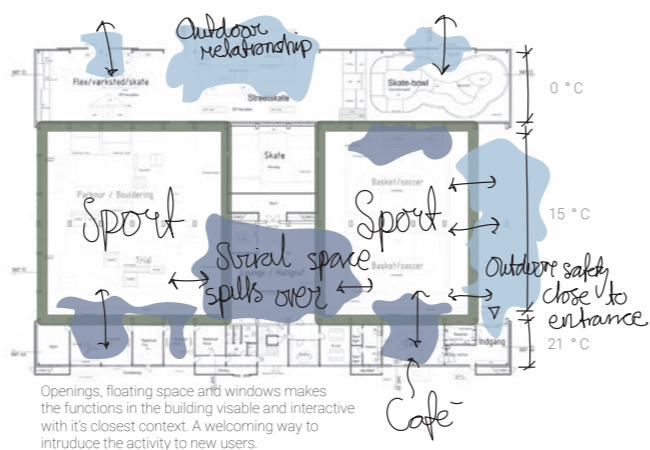 Outdoor
relationship
Flex/værksted/skate
Streetskate
Skate-bowl
0 °C
Skate
Parkour / Bouldering
Basket/soccer
Sport
Sport
15 °C
Trial
Social space
spills over
Lounge / Hangout
Basket/soccer
Outdoor safety
close to
entrance
Indgang
21 °C
Café
Openings, floating space and windows makes
the functions in the building visable and interactive
with it's closest context. A welcoming way to
intruduce the activity to new users.